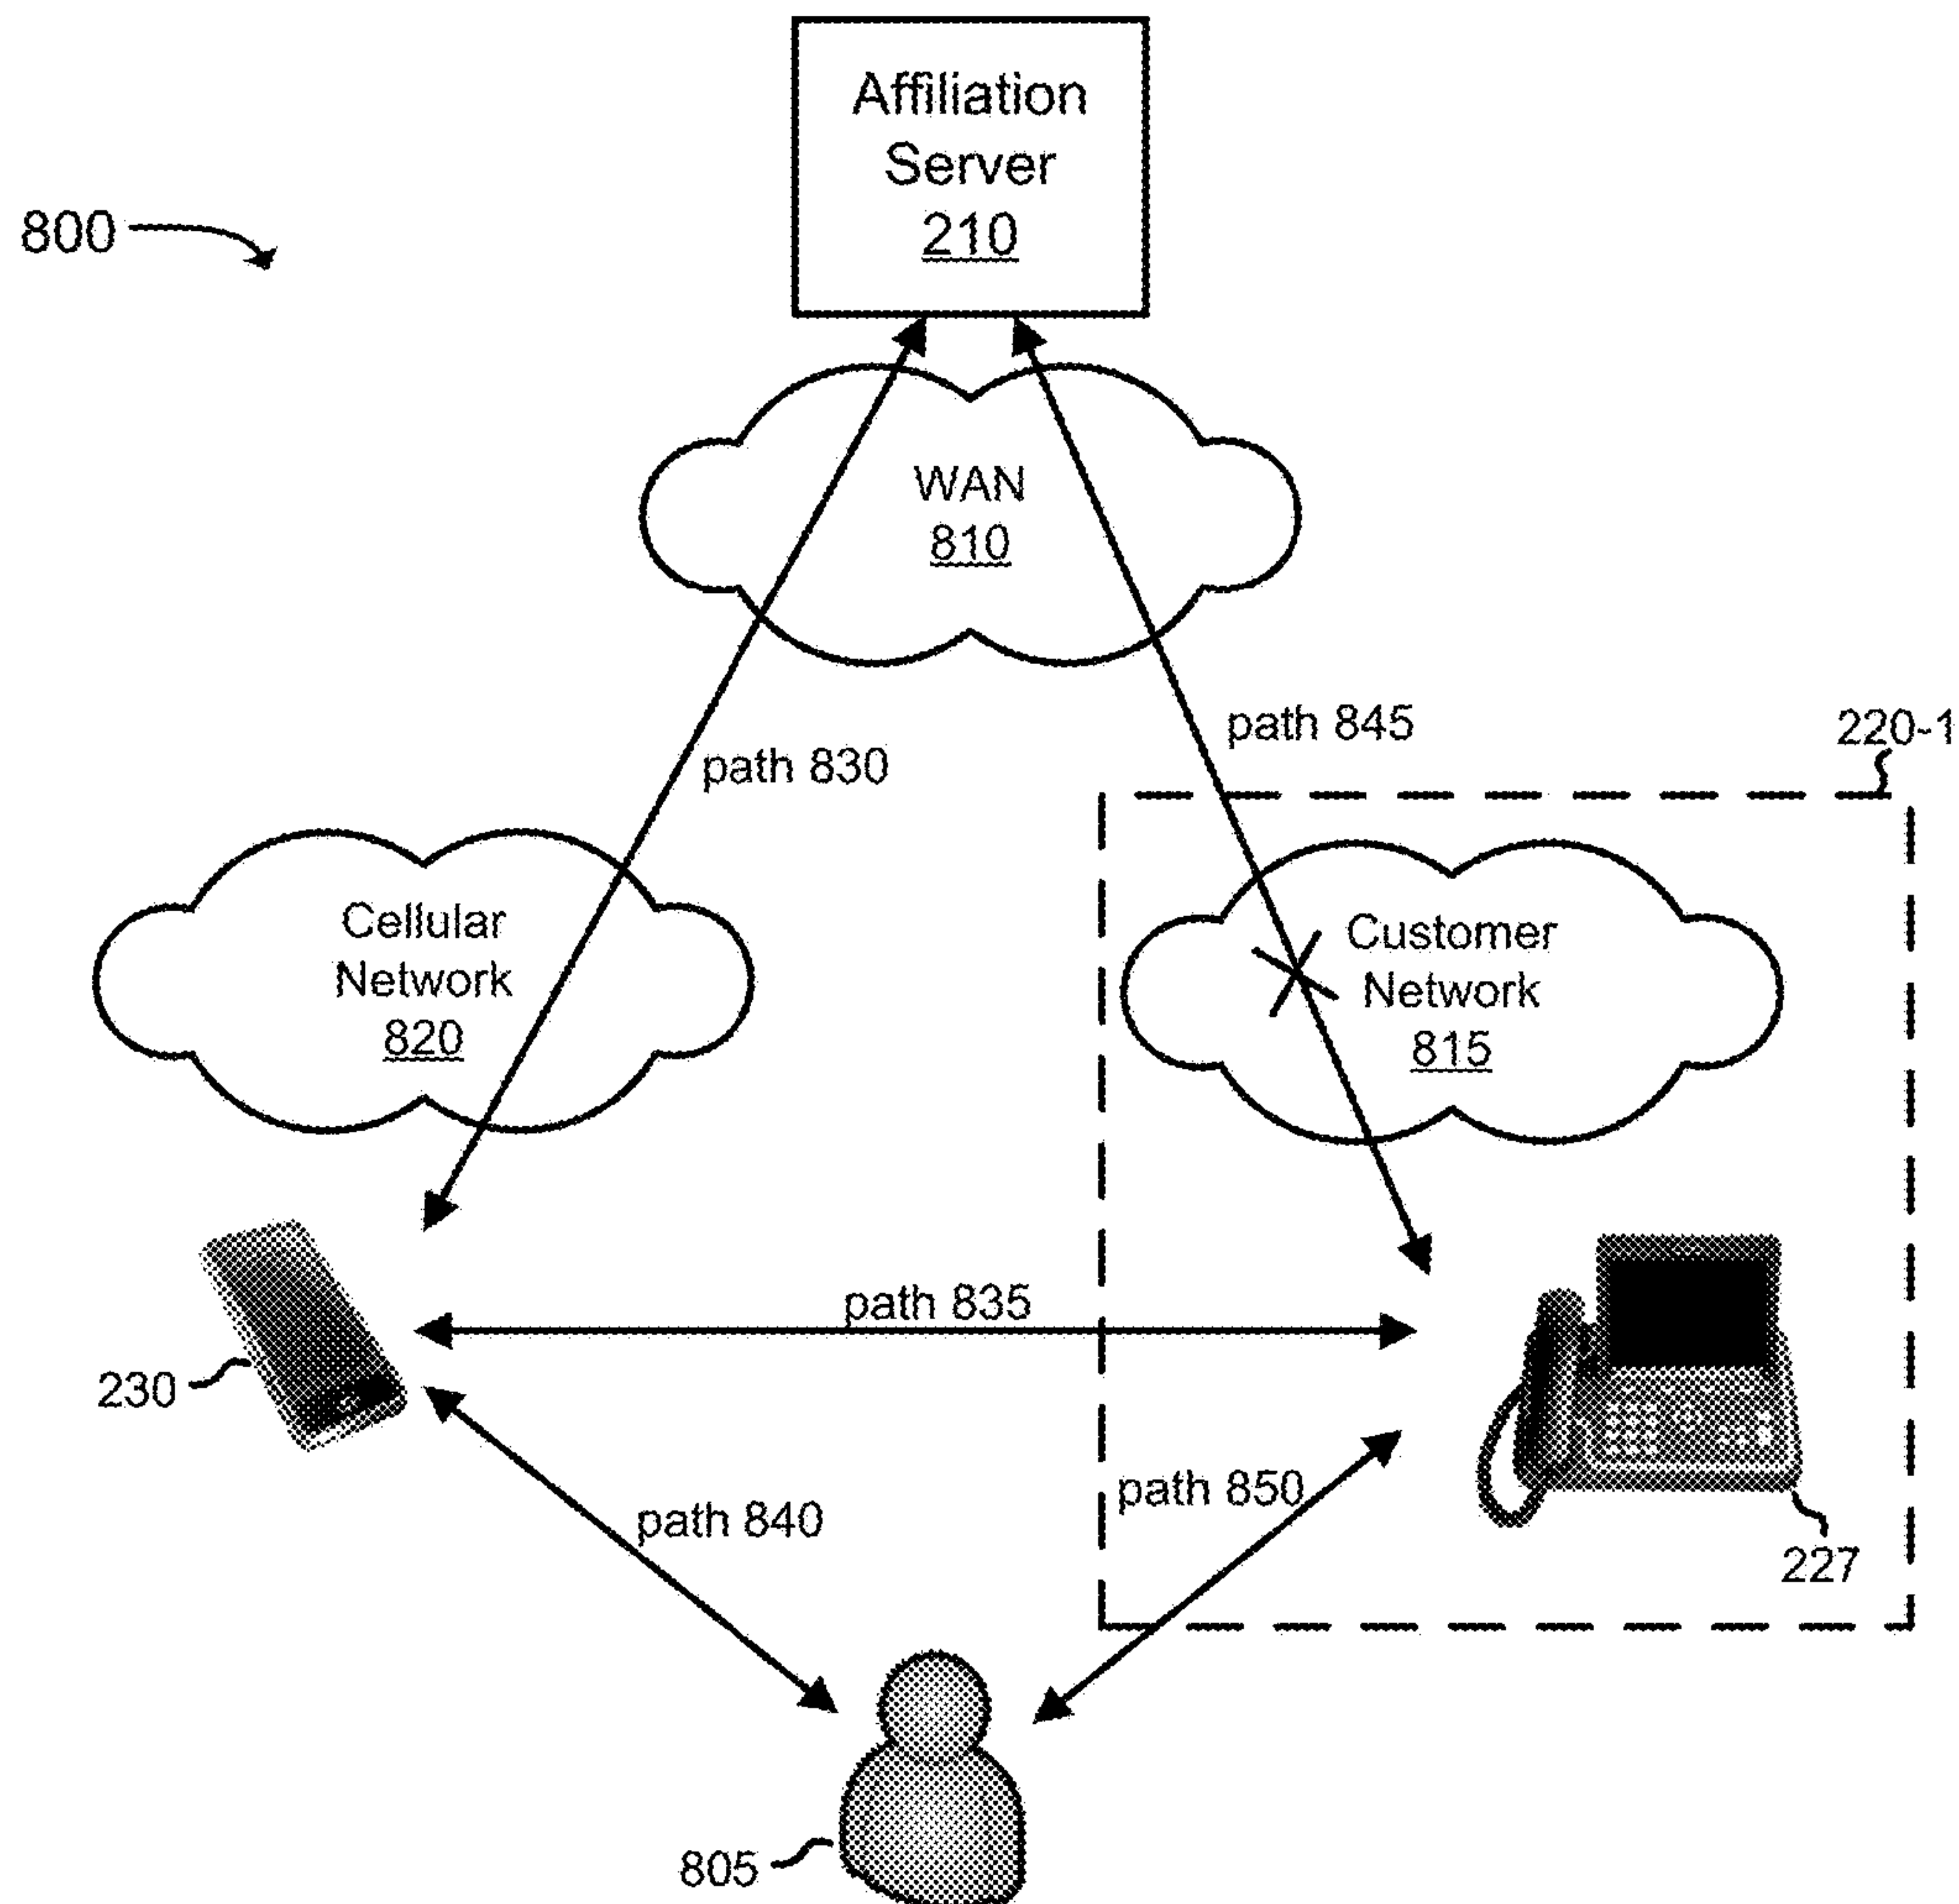 Affiliation
Server
210
800
WAN
810
path 845
220-1
path 830
Cellular
Network
820
Customer
Network
815
path 835
230
path 850
path 840
227
805